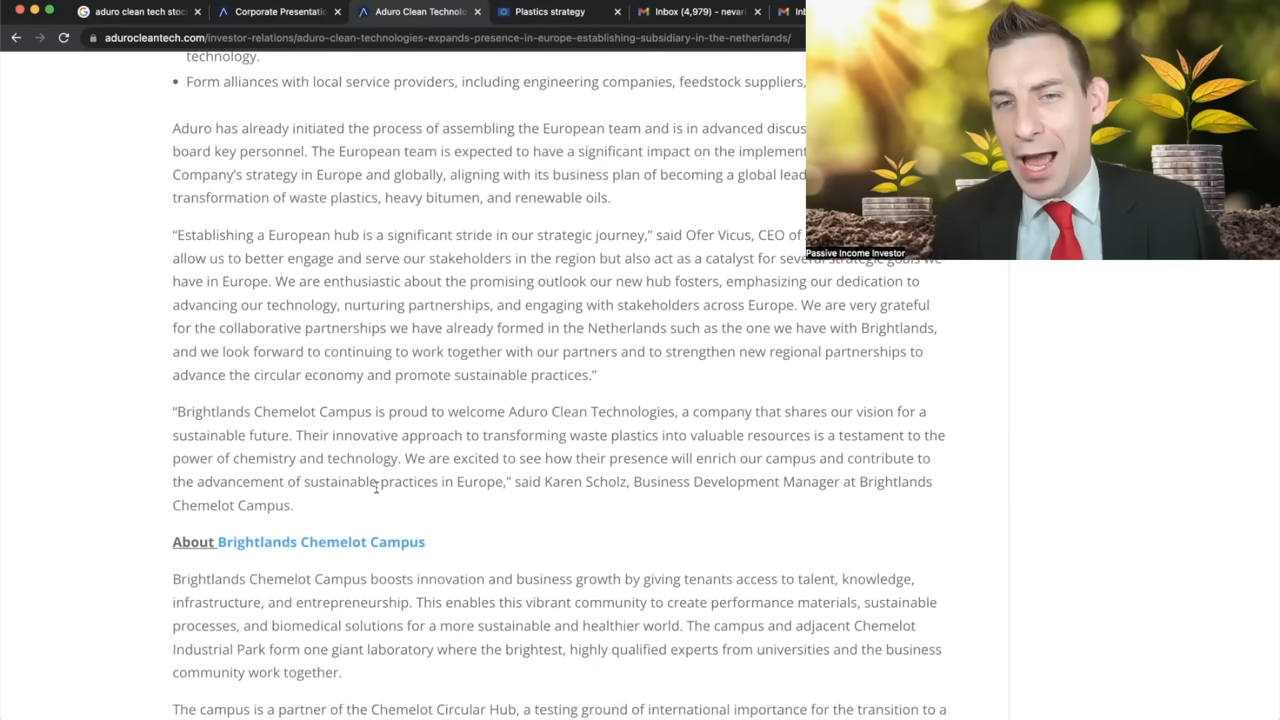 aduro clean tech stoc
Corporate Presentatio
Aduro Clean Technolo
Plastics strategy
Inbox (4,979) – nevari
Inb
adurocleantech.com/investor-relations/aduro-clean-technologies-expands-presence-in-europe-establishing-subsidiary-in-the-netherlands/
technology.
• Form alliances with local service providers, including engineering companies, feedstock suppliers,
Aduro has already initiated the process of assembling the European team and is in advanced discus
board key personnel. The European team is expected to have a significant impact on the implement
Company’s strategy in Europe and globally, aligning with its business plan of becoming a global lead
transformation of waste plastics, heavy bitumen, and renewable oils.
“Establishing a European hub is a significant stride in our strategic journey,” said Ofer Vicus, CEO of
allow us to better engage and serve our stakeholders in the region but also act as a catalyst for several strategic goals we
have in Europe. We are enthusiastic about the promising outlook our new hub fosters, emphasizing our dedication to
advancing our technology, nurturing partnerships, and engaging with stakeholders across Europe. We are very grateful
for the collaborative partnerships we have already formed in the Netherlands such as the one we have with Brightlands,
and we look forward to continuing to work together with our partners and to strengthen new regional partnerships to
advance the circular economy and promote sustainable practices.”
“Brightlands Chemelot Campus is proud to welcome Aduro Clean Technologies, a company that shares our vision for a
sustainable future. Their innovative approach to transforming waste plastics into valuable resources is a testament to the
power of chemistry and technology. We are excited to see how their presence will enrich our campus and contribute to
the advancement of sustainable practices in Europe,” said Karen Scholz, Business Development Manager at Brightlands
Chemelot Campus.
About Brightlands Chemelot Campus
Brightlands Chemelot Campus boosts innovation and business growth by giving tenants access to talent, knowledge,
infrastructure, and entrepreneurship. This enables this vibrant community to create performance materials, sustainable
processes, and biomedical solutions for a more sustainable and healthier world. The campus and adjacent Chemelot
Industrial Park form one giant laboratory where the brightest, highly qualified experts from universities and the business
community work together.
The campus is a partner of the Chemelot Circular Hub, a testing ground of international importance for the transition to a
Passive Income Investor